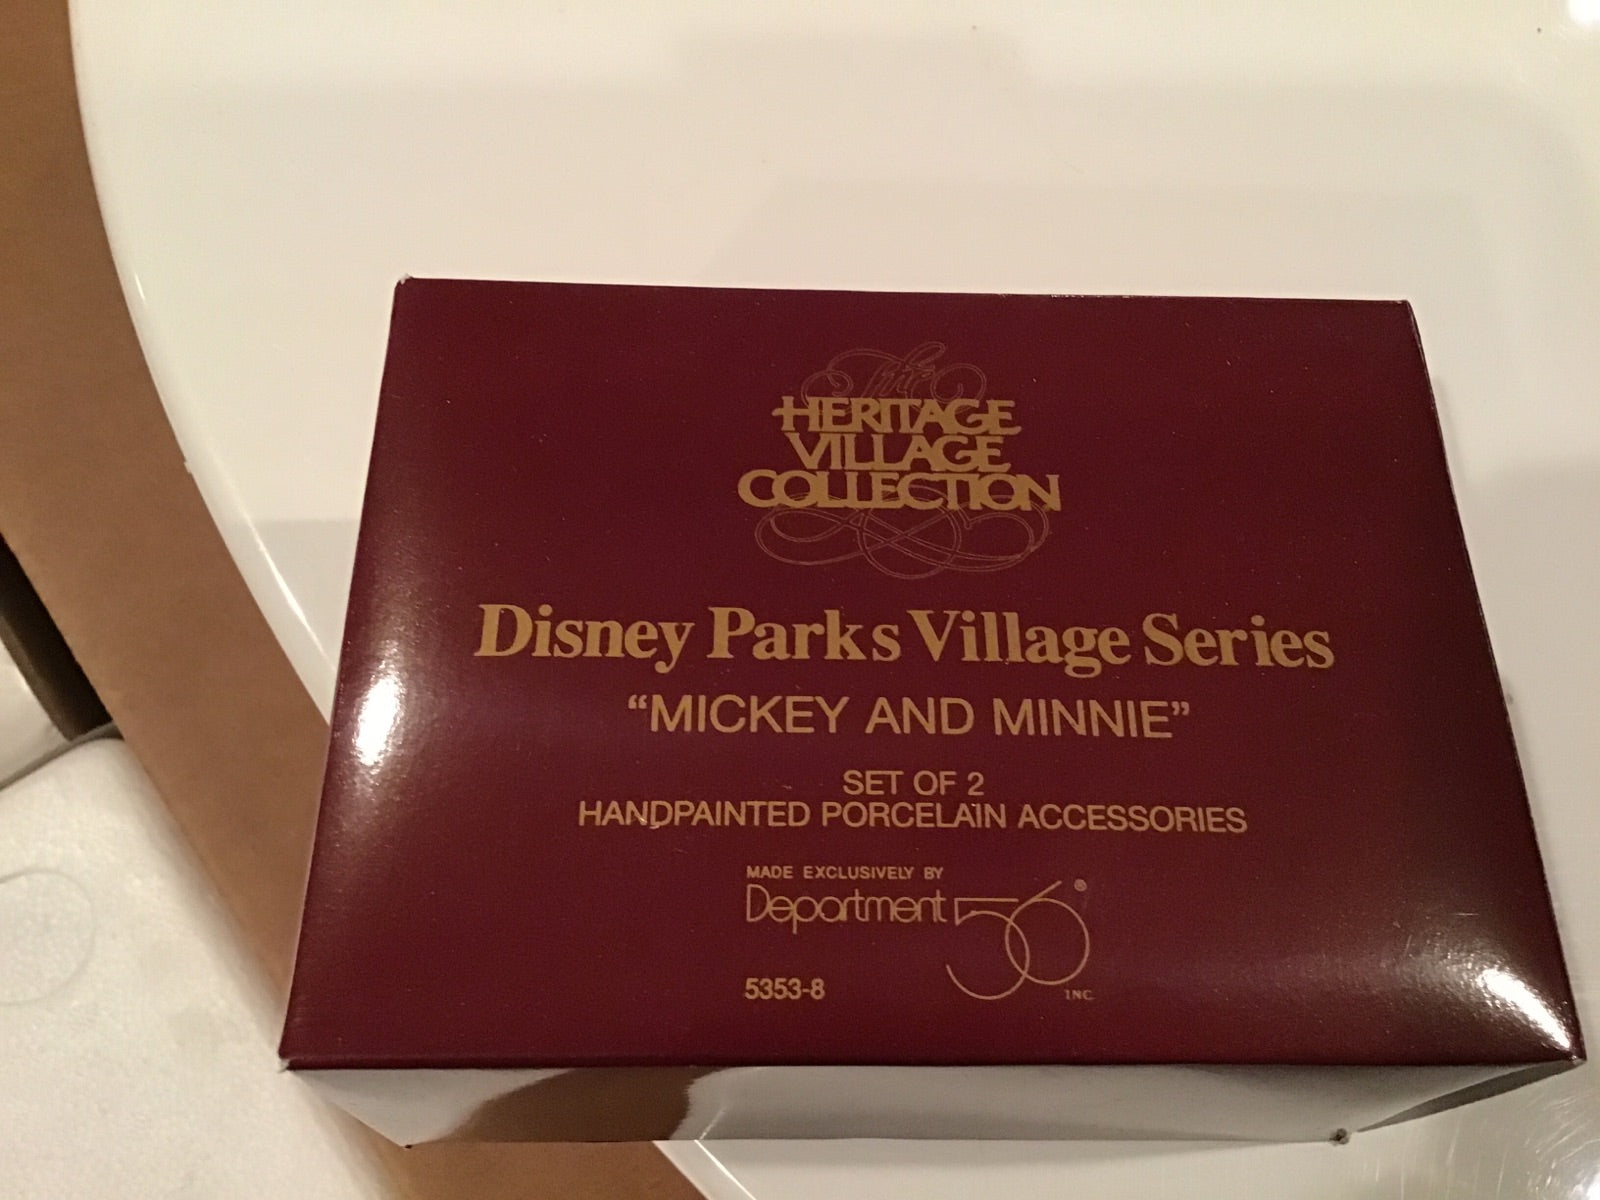 The
HERITAGE
VILLAGE
COLLECTION
Disney Parks Village Series
“MICKEY AND MINNIE”
SET OF 2
HANDPAINTED PORCELAIN ACCESSORIES
MADE EXCLUSIVELY BY
Department 56®
5353-8
INC.